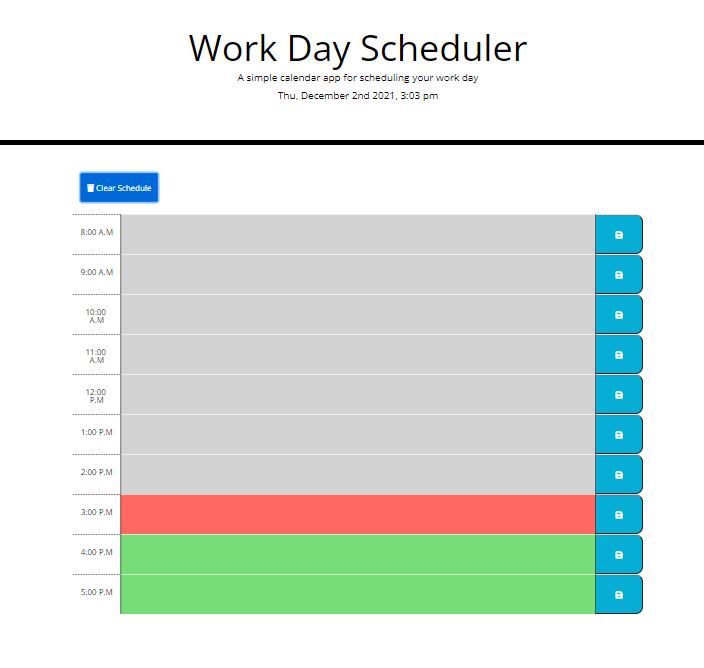 Work Day Scheduler
A simple calendar app for scheduling your work day
Thu, December 2nd 2021, 3:03 pm
Clear Schedule
8:00 A.M
9:00 A.M
10:00
A.M
11:00
A.M
12:00
P.M
1:00 P.M
2:00 P.M
3:00 P.M
4:00 P.M
5:00 P.M